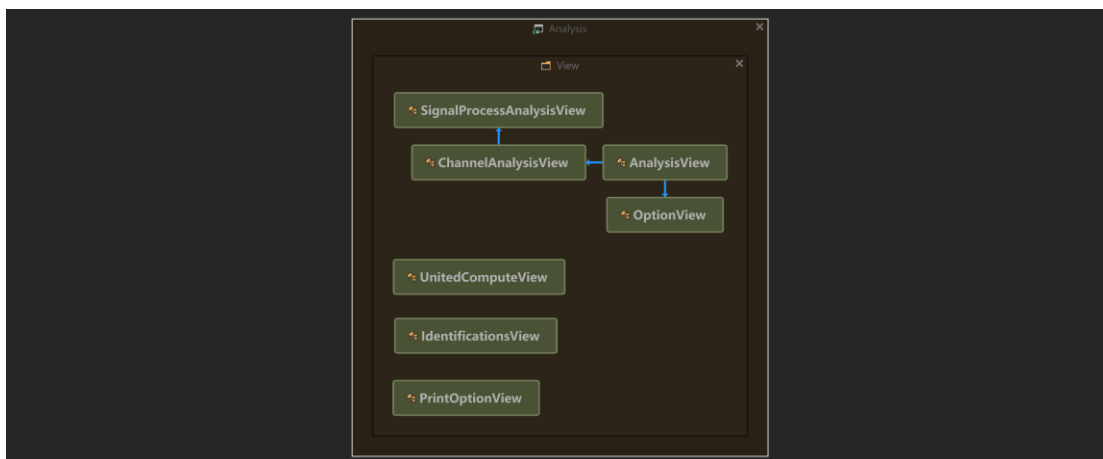 Analysis
View
SignalProcessAnalysisView
ChannelAnalysisView
AnalysisView
OptionView
UnitedComputeView
IdentificationsView
PrintOptionView